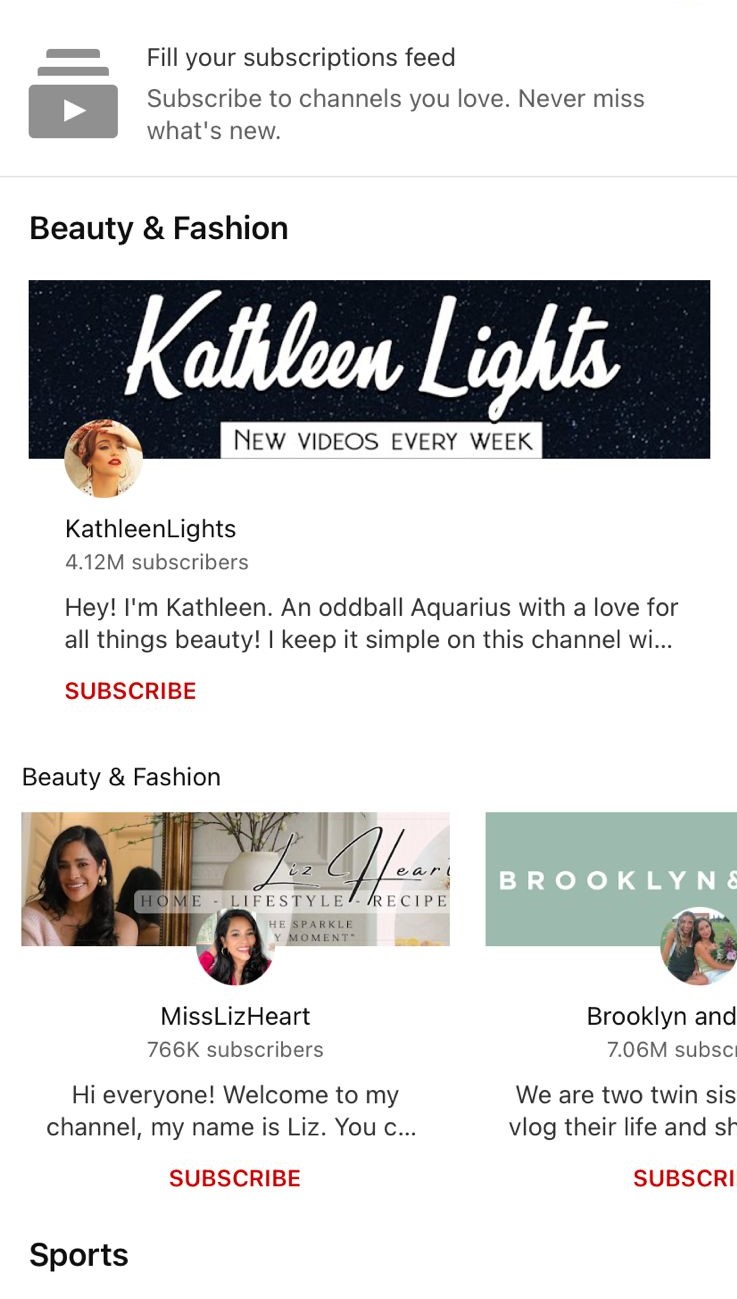 Fill your subscriptions feed
Subscribe to channels you love. Never miss
what's new.
Beauty & Fashion
Kathleen Lights
NEW VIDEOS EVERY WEEK
KathleenLights
4.12M subscribers
Hey! I'm Kathleen. An oddball Aquarius with a love for
all things beauty! I keep it simple on this channel wi...
SUBSCRIBE
Beauty & Fashion
Liz Heart
HOME - LIFESTYLE - RECIPE
HE SPARKLE
Y MOMENT"
BROOKLYN&
MissLizHeart
766K subscribers
Hi everyone! Welcome to my
channel, my name is Liz. You c...
SUBSCRIBE
Brooklyn and
7.06M subsc
We are two twin sis
vlog their life and sh
SUBSCRI
Sports